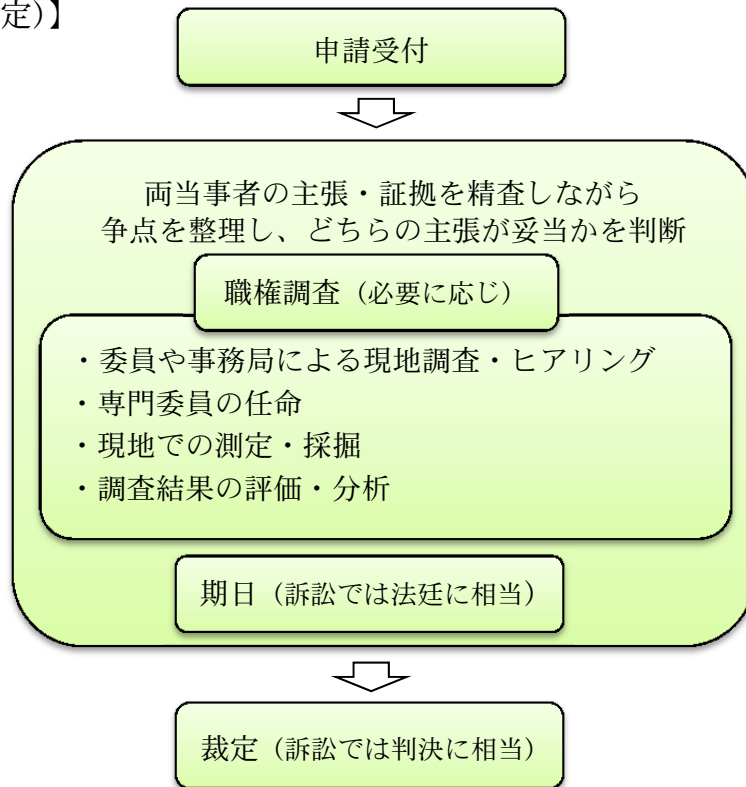 定）】
申請受付
両当事者の主張・証拠を精査しながら
争点を整理し、どちらの主張が妥当かを判断
職権調査（必要に応じ）
・委員や事務局による現地調査・ヒアリング
・専門委員の任命
・現地での測定・採掘
・調査結果の評価・分析
期日（訴訟では法廷に相当）
裁定（訴訟では判決に相当）